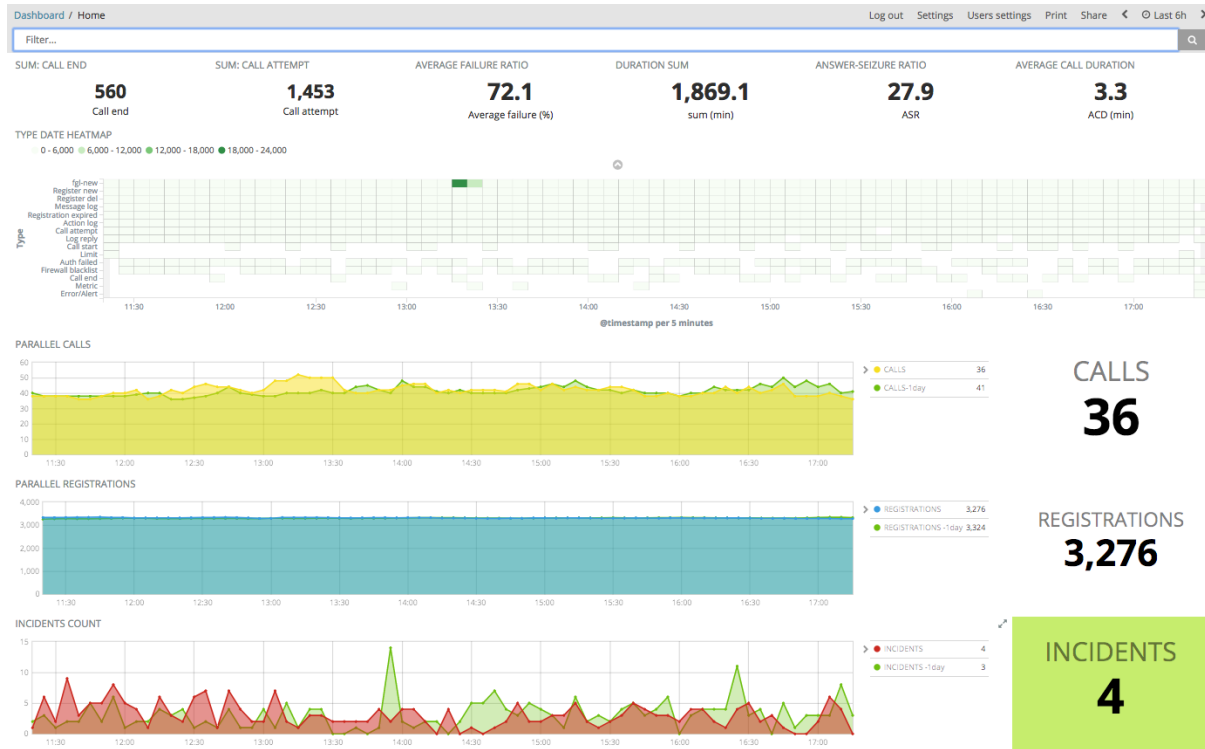 Dashboard / Home
Log out Settings Users settings Print Share Last 6h
Filter...
SUM: CALL END
560
Call end
SUM: CALL ATTEMPT
1,453
Call attempt
AVERAGE FAILURE RATIO
72.1
Average failure (%)
DURATION SUM
1,869.1
sum (min)
ANSWER-SEIZURE RATIO
27.9
ASR
AVERAGE CALL DURATION
3.3
ACD (min)
TYPE DATE HEATMAP
0 - 6,000 6,000 - 12,000 12,000 - 18,000 18,000 - 24,000
Type
fgl-new
Register new
Register del
Message log
Registration expired
Action log
Call attempt
Log reply
Call start
Limit
Auth failed
Firewall blacklist
Call end
Metric
Error/Alert
11:30 12:00 12:30 13:00 13:30 14:00 14:30 15:00 15:30 16:00 16:30 17:00
@timestamp per 5 minutes
PARALLEL CALLS
60
50
40
30
20
10
0
11:30 12:00 12:30 13:00 13:30 14:00 14:30 15:00 15:30 16:00 16:30 17:00
CALLS 36
CALLS-1day 41
CALLS
36
PARALLEL REGISTRATIONS
4,000
3,000
2,000
1,000
0
11:30 12:00 12:30 13:00 13:30 14:00 14:30 15:00 15:30 16:00 16:30 17:00
REGISTRATIONS 3,276
REGISTRATIONS -1day 3,324
REGISTRATIONS
3,276
INCIDENTS COUNT
15
10
5
0
11:30 12:00 12:30 13:00 13:30 14:00 14:30 15:00 15:30 16:00 16:30 17:00
INCIDENTS 4
INCIDENTS -1day 3
INCIDENTS
4